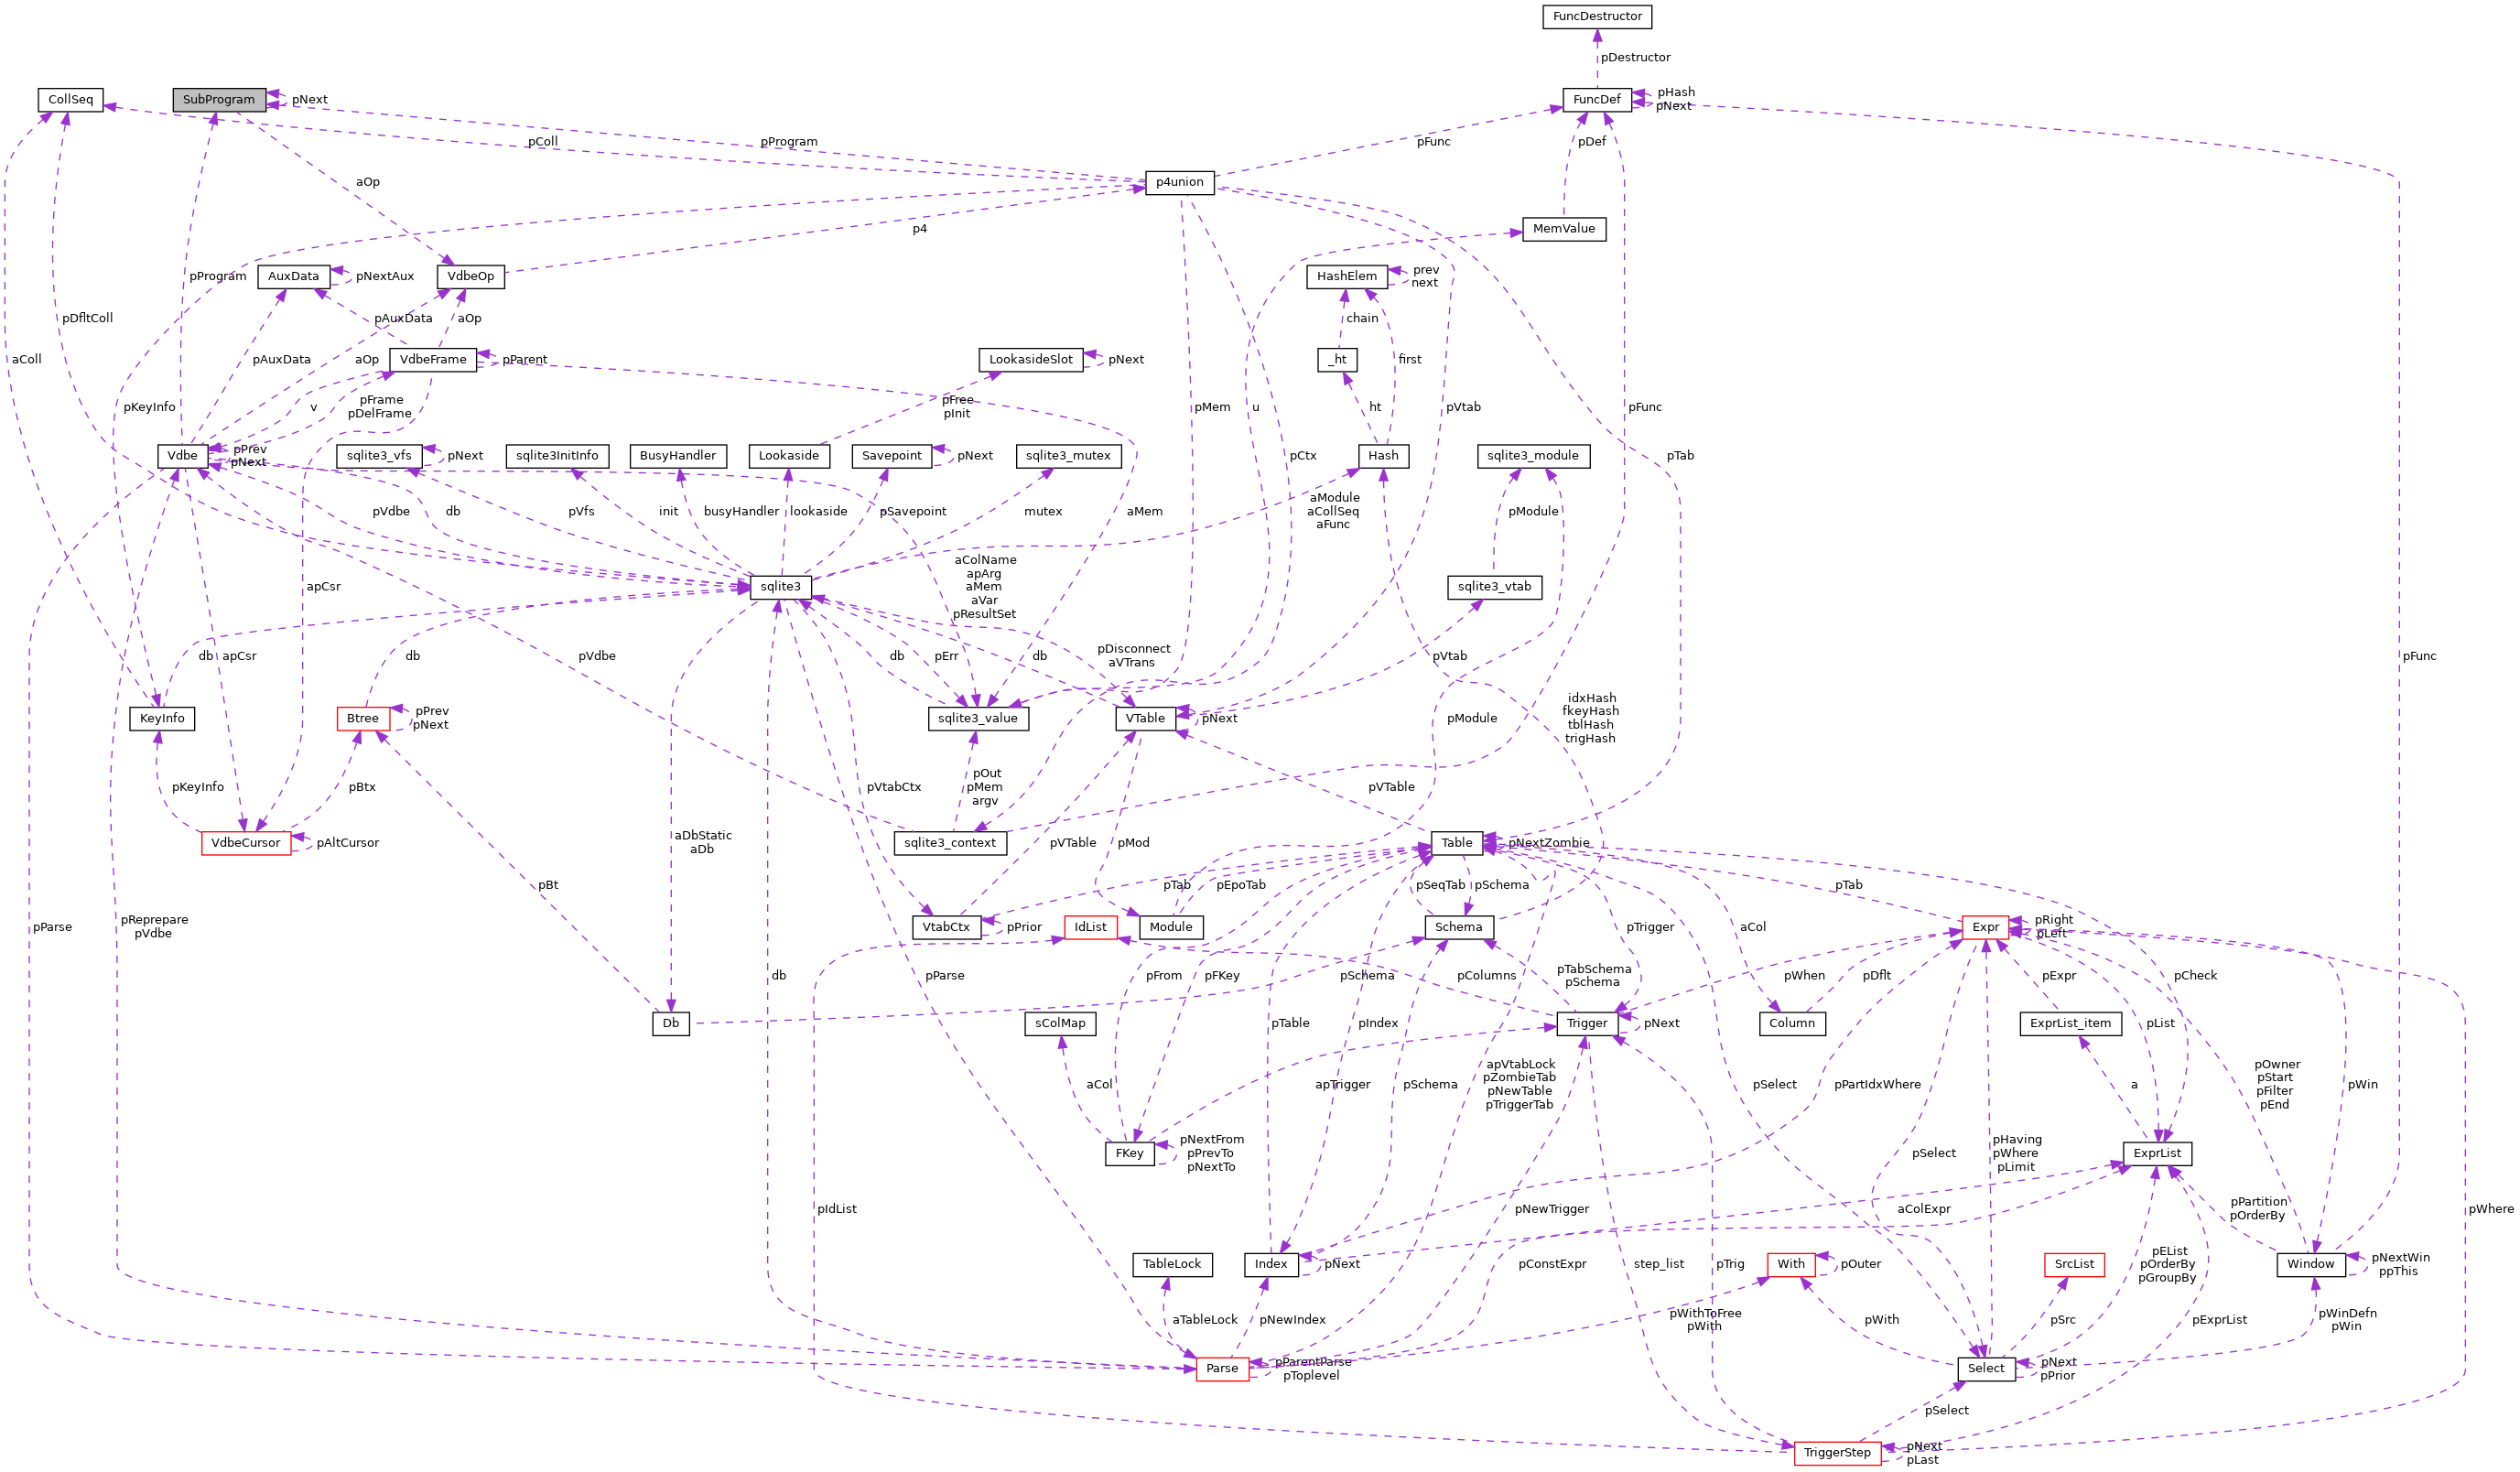 FuncDestructor
pDestructor
CollSeq
SubProgram
pNext
FuncDef
pHash
pNext
pColl
pProgram
pFunc
pDef
aOp
p4union
p4
MemValue
pProgram
AuxData
pNextAux
VdbeOp
HashElem
prev
next
pDfltColl
pAuxData
aOp
chain
aColl
pAuxData
aOp
VdbeFrame
pParent
LookasideSlot
pNext
_ht
first
pKeyInfo
v
pFrame
pDelFrame
pFree
pInit
pMem
u
ht
pVtab
pFunc
Vdbe
pPrev
pNext
sqlite3_vfs
pNext
sqlite3InitInfo
BusyHandler
Lookaside
Savepoint
pNext
sqlite3_mutex
pCtx
Hash
sqlite3_module
pTab
pVdbe
db
pVfs
init
busyHandler
lookaside
pSavepoint
mutex
aMem
aModule
aCollSeq
aFunc
pModule
apCsr
sqlite3
aColName
apArg
aMem
aVar
pResultSet
sqlite3_vtab
db
apCsr
db
pVdbe
db
pErr
db
pDisconnect
aVTrans
pVtab
pFunc
KeyInfo
Btree
pPrev
pNext
sqlite3_value
VTable
pNext
pModule
idxHash
fkeyHash
tblHash
trigHash
pKeyInfo
pBtx
pVtabCtx
pOut
pMem
argv
pVTable
VdbeCursor
pAltCursor
aDbStatic
aDb
sqlite3_context
pVTable
pMod
Table
pNextZombie
pBt
pTab
pEpoTab
pSeqTab
pSchema
pTab
pParse
pReprepare
pVdbe
VtabCtx
pPrior
IdList
Module
Schema
pTrigger
aCol
Expr
pRight
pLeft
db
pParse
pFrom
pFKey
pSchema
pColumns
pTabSchema
pSchema
pWhen
pDflt
pExpr
pCheck
Db
sColMap
pTable
pIndex
Trigger
pNext
Column
ExprList_item
pList
aCol
apTrigger
pSchema
apVtabLock
pZombieTab
pNewTable
pTriggerTab
pSelect
pPartIdxWhere
a
pOwner
pStart
pFilter
pEnd
pWin
FKey
pNextFrom
pPrevTo
pNextTo
pSelect
pHaving
pWhere
pLimit
ExprList
pIdList
pNewTrigger
aColExpr
pPartition
pOrderBy
pWhere
TableLock
Index
pNext
pConstExpr
step_list
pTrig
With
pOuter
SrcList
pEList
pOrderBy
pGroupBy
Window
pNextWin
ppThis
aTableLock
pNewIndex
pWithToFree
pWith
pWith
pSrc
pExprList
pWinDefn
pWin
Parse
pParentParse
pToplevel
Select
pNext
pPrior
pSelect
TriggerStep
pNext
pLast